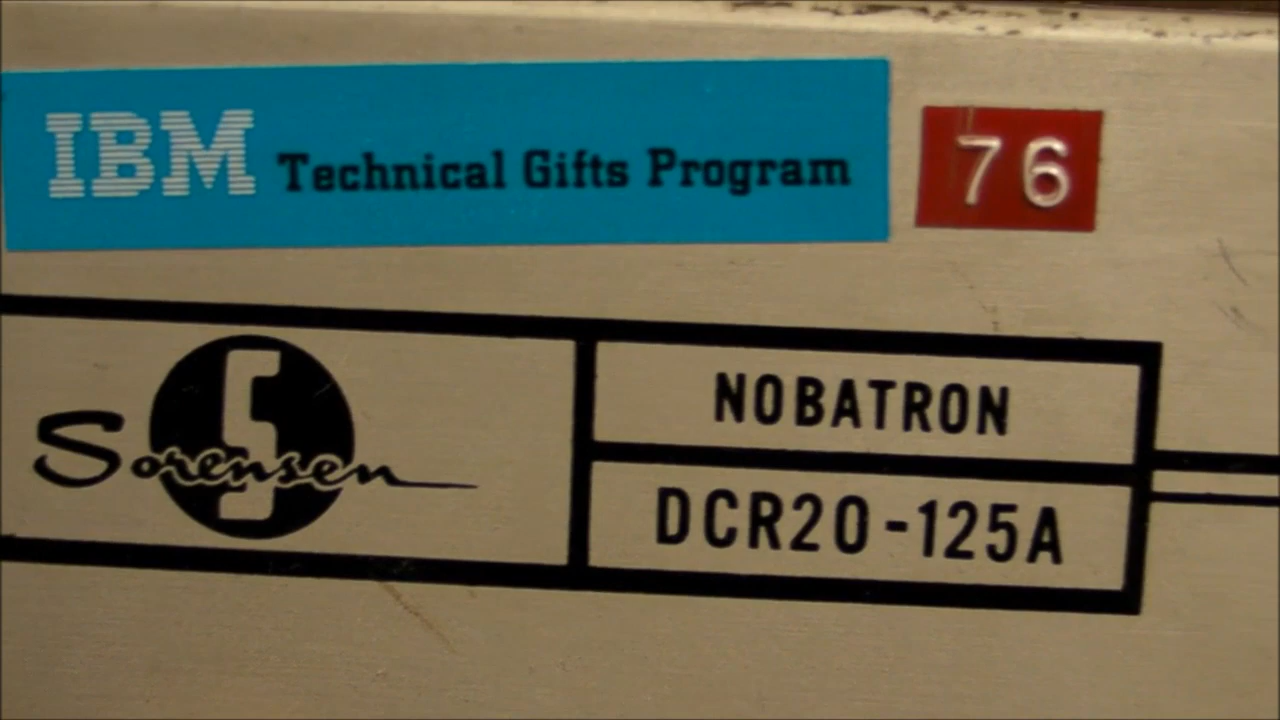 IBM Technical Gifts Program
76
Sorensen
NOBATRON
DCR20-125A